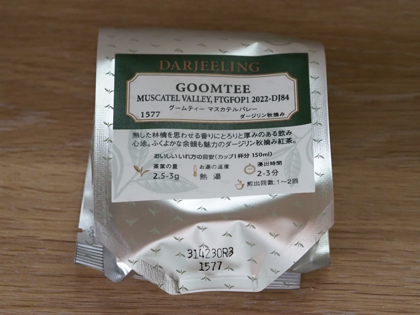 DARJEELING
GOOMTEE
MUSCATEL VALLEY, FTGFOP1 2022-DJ84
グームティー マスカテルバレー
1577 ダージリン秋摘み
熟した林檎を思わせる香りにとろりと厚みのある飲み
心地。ふくよかな余韻も魅力のダージリン秋摘み紅茶。
おいしいいれ方の目安(カップ1杯分 150ml)
茶葉の量 お湯の温度 浸出時間
2.5-3g 熱湯 2-3分
煎出回数:1〜2回
314230R3
1577